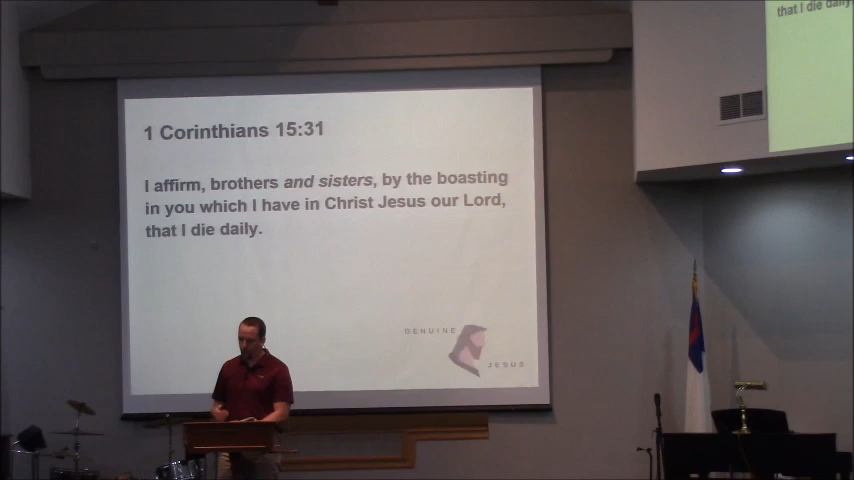 1 Corinthians 15:31
I affirm, brothers and sisters, by the boasting
in you which I have in Christ Jesus our Lord,
that I die daily.
GENUINE
JESUS
that I die daily.